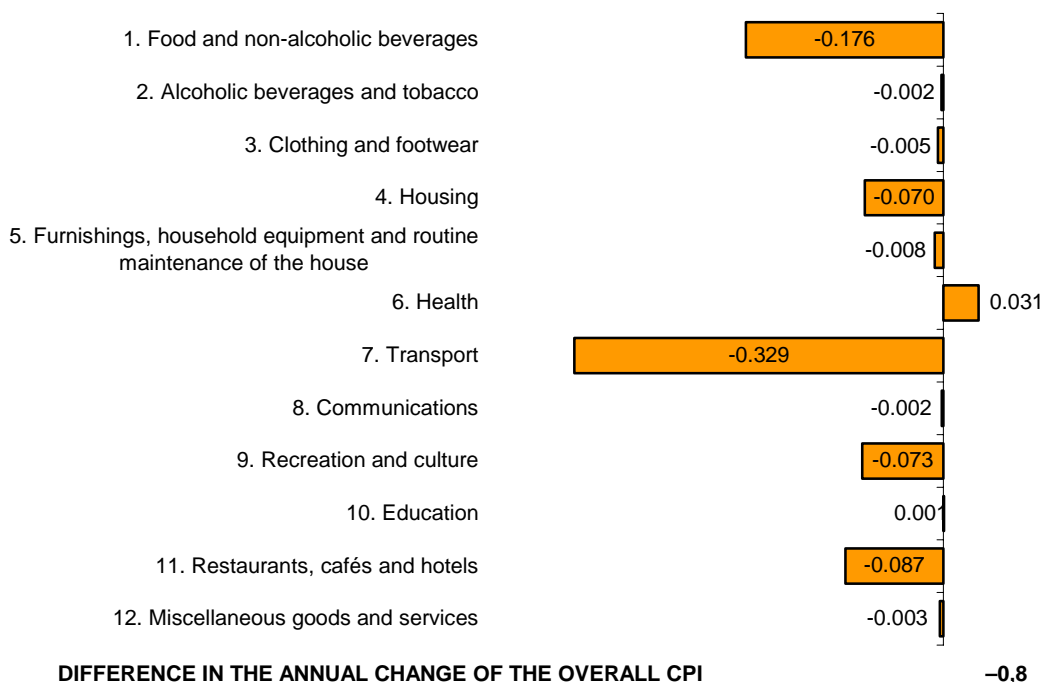 1. Food and non-alcoholic beverages -0.176
2. Alcoholic beverages and tobacco -0.002
3. Clothing and footwear -0.005
4. Housing -0.070
5. Furnishings, household equipment and routine
maintenance of the house -0.008
6. Health 0.031
7. Transport -0.329
8. Communications -0.002
9. Recreation and culture -0.073
10. Education 0.001
11. Restaurants, cafés and hotels -0.087
12. Miscellaneous goods and services -0.003
DIFFERENCE IN THE ANNUAL CHANGE OF THE OVERALL CPI –0,8